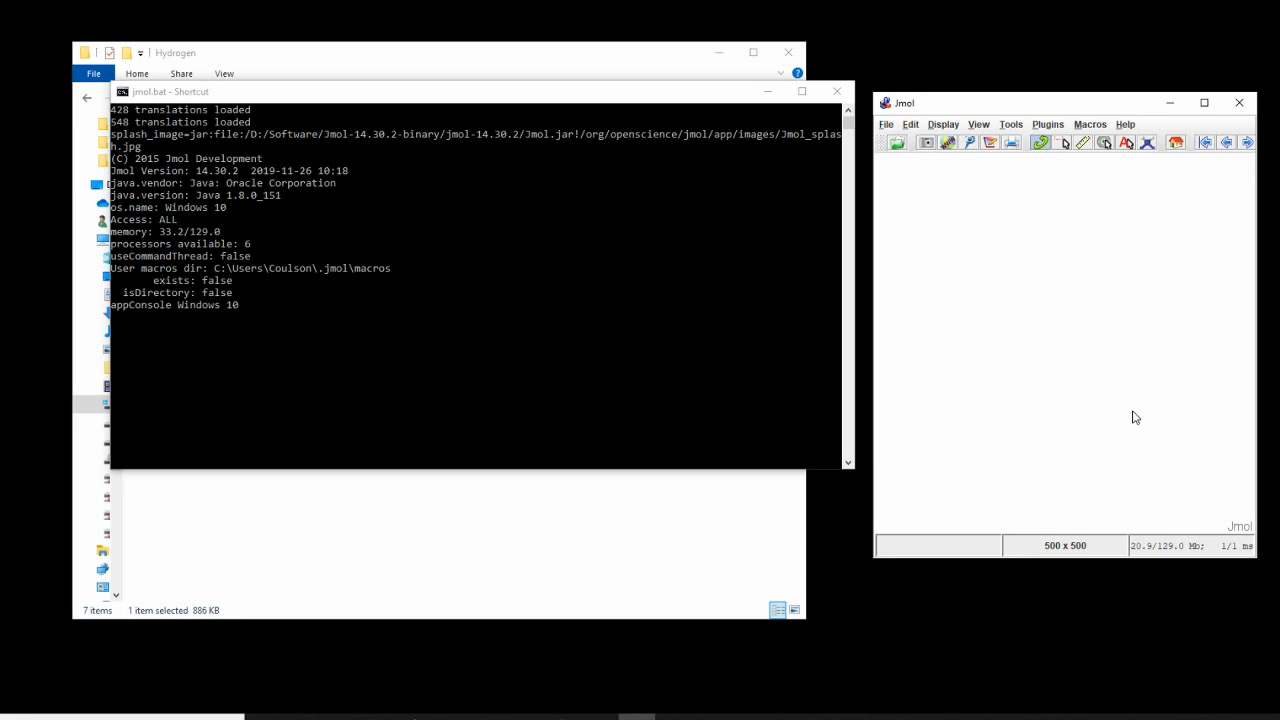 Hydrogen
File Home Share View
jmol.bat - Shortcut
428 translations loaded
548 translations loaded
splash_image=jar:file:/D:/Software/Jmol-14.30.2-binary/jmol-14.30.2/Jmol.jar!/org/openscience/jmol/app/images/Jmol_splas
h.jpg
(C) 2015 Jmol Development
Jmol Version: 14.30.2  2019-11-26 10:18
java.vendor: Java: Oracle Corporation
java.version: Java 1.8.0_151
os.name: Windows 10
Access: ALL
memory: 33.2/129.0
processors available: 6
useCommandThread: false
User macros dir: C:\Users\Coulson\.jmol\macros
exists: false
isDirectory: false
appConsole Windows 10
7 items 1 item selected 886 KB
Jmol
File Edit Display View Tools Plugins Macros Help
Jmol
500 x 500
20.9/129.0 Mb; 1/1 ms